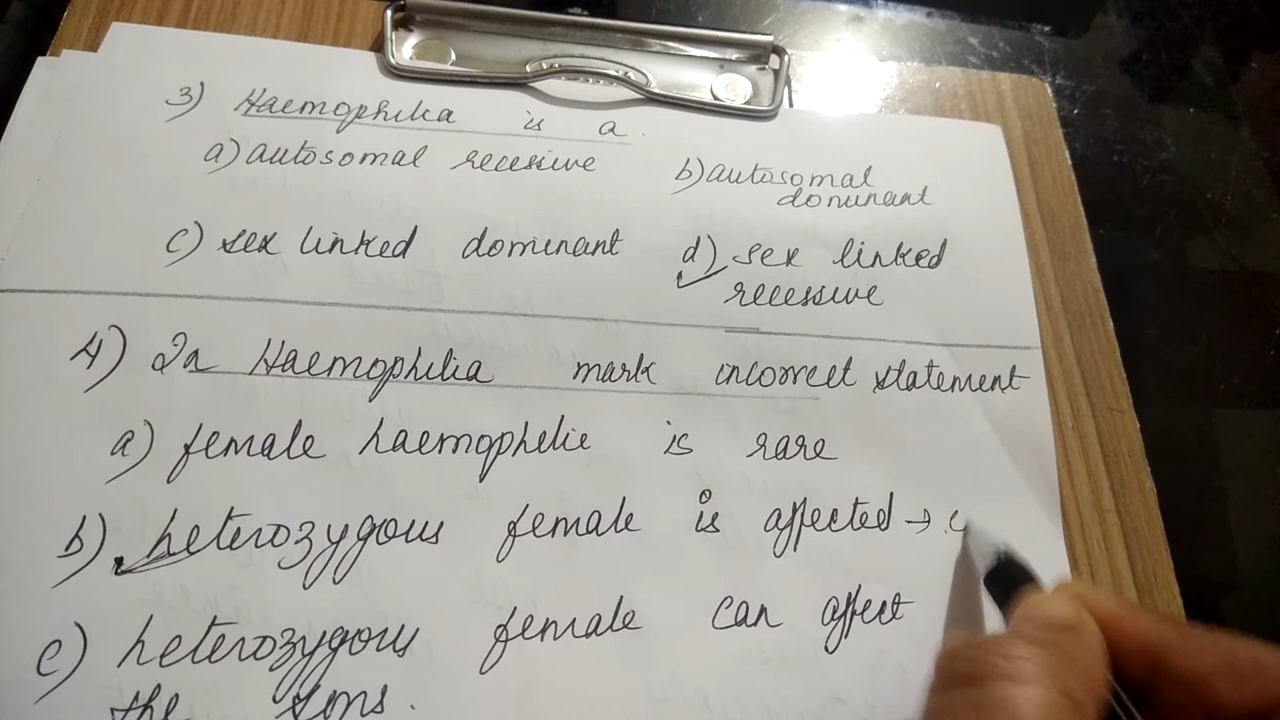 3) Haemophilia is a.
a) autosomal recessive b) autosomal
dominant
c) sex linked dominant d) sex linked
recessive
4) In Haemophilia mark incorrect statement
a) female haemophelic is rare
b) heterozygous female is affected →
c) heterozygous female can affect
the sons.